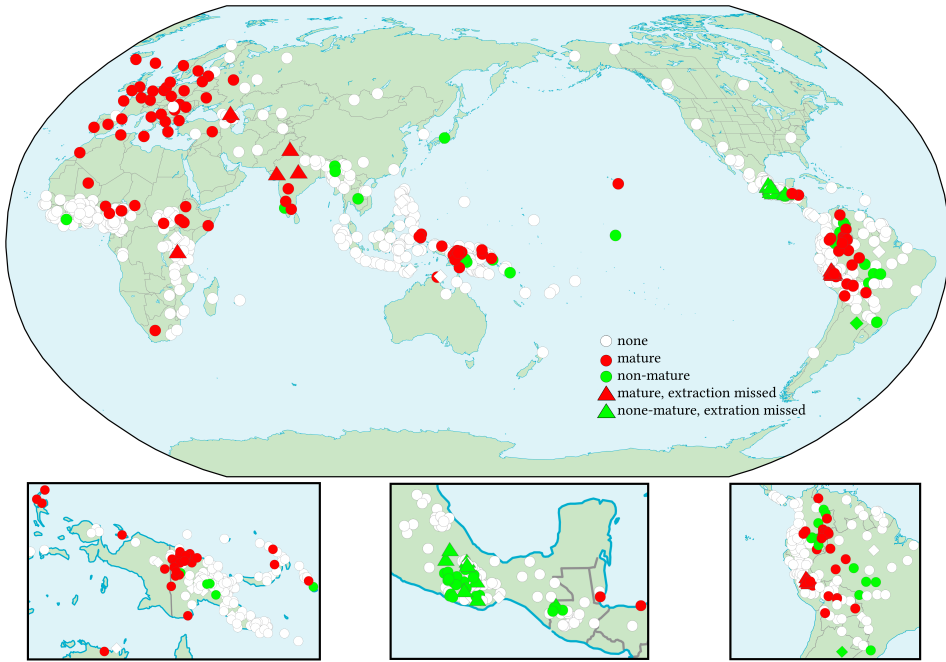 none
mature
non-mature
mature, extraction missed
none-mature, extration missed